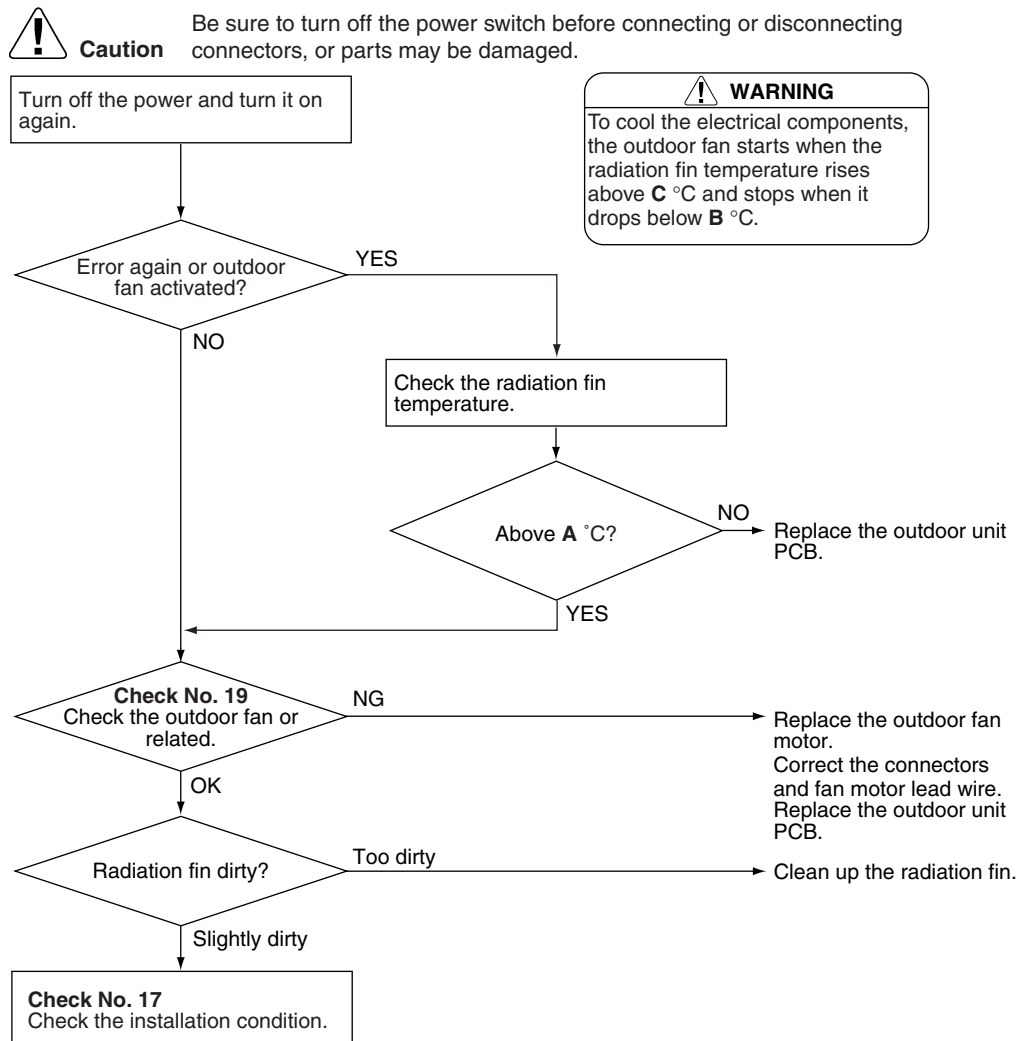 Be sure to turn off the power switch before connecting or disconnecting
Caution connectors, or parts may be damaged.
Turn off the power and turn it on
again.
WARNING
To cool the electrical components,
the outdoor fan starts when the
radiation fin temperature rises
above C °C and stops when it
drops below B °C.
Error again or outdoor
fan activated?
YES
NO
Check the radiation fin
temperature.
Above A °C?
NO
Replace the outdoor unit
PCB.
YES
Check No. 19
Check the outdoor fan or
related.
NG
Replace the outdoor fan
motor.
Correct the connectors
and fan motor lead wire.
Replace the outdoor unit
PCB.
OK
Radiation fin dirty?
Too dirty
Clean up the radiation fin.
Slightly dirty
Check No. 17
Check the installation condition.